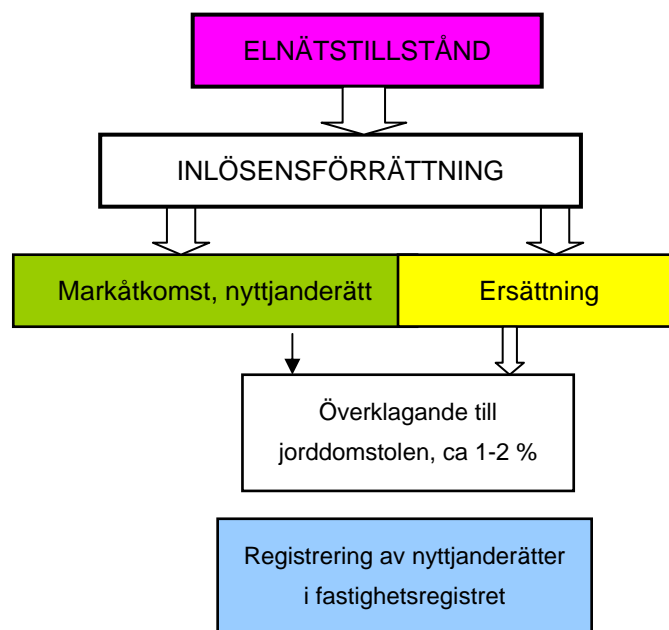 ELNÄTSTILLSTÅND
INLÖSENSFÖRRÄTTNING
Markåtkomst, nyttjanderätt
Ersättning
Överklagande till
jorddomstolen, ca 1-2 %
Registrering av nyttjanderätter
i fastighetsregistret